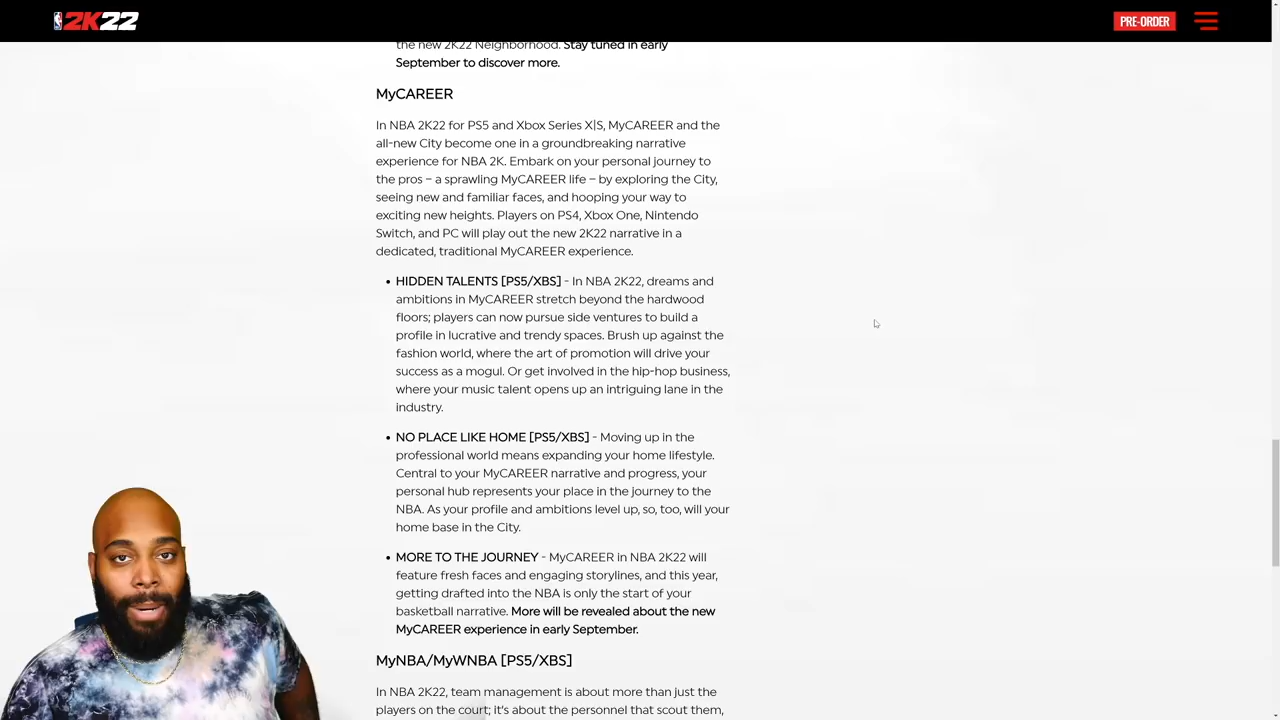 2K22
PRE-ORDER
the new 2K22 Neighborhood. Stay tuned in early
September to discover more.
MyCAREER
In NBA 2K22 for PS5 and Xbox Series X|S, MyCAREER and the
all-new City become one in a groundbreaking narrative
experience for NBA 2K. Embark on your personal journey to
the pros – a sprawling MyCAREER life – by exploring the City,
seeing new and familiar faces, and hooping your way to
exciting new heights. Players on PS4, Xbox One, Nintendo
Switch, and PC will play out the new 2K22 narrative in a
dedicated, traditional MyCAREER experience.
• HIDDEN TALENTS [PS5/XBS] - In NBA 2K22, dreams and
ambitions in MyCAREER stretch beyond the hardwood
floors; players can now pursue side ventures to build a
profile in lucrative and trendy spaces. Brush up against the
fashion world, where the art of promotion will drive your
success as a mogul. Or get involved in the hip-hop business,
where your music talent opens up an intriguing lane in the
industry.
• NO PLACE LIKE HOME [PS5/XBS] - Moving up in the
professional world means expanding your home lifestyle.
Central to your MyCAREER narrative and progress, your
personal hub represents your place in the journey to the
NBA. As your profile and ambitions level up, so, too, will your
home base in the City.
• MORE TO THE JOURNEY - MyCAREER in NBA 2K22 will
feature fresh faces and engaging storylines, and this year,
getting drafted into the NBA is only the start of your
basketball narrative. More will be revealed about the new
MyCAREER experience in early September.
MyNBA/MyWNBA [PS5/XBS]
In NBA 2K22, team management is about more than just the
players on the court; it's about the personnel that scout them,